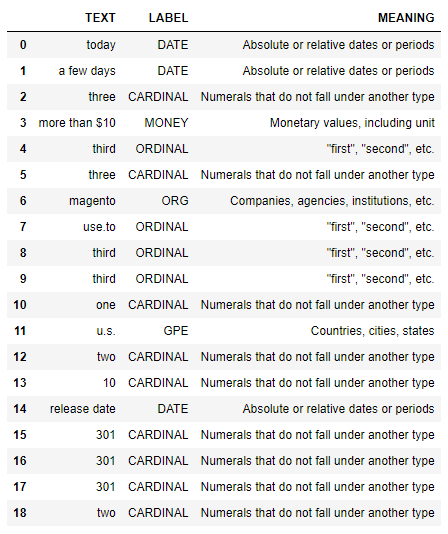 TEXT LABEL MEANING
0 today DATE Absolute or relative dates or periods
1 a few days DATE Absolute or relative dates or periods
2 three CARDINAL Numerals that do not fall under another type
3 more than $10 MONEY Monetary values, including unit
4 third ORDINAL "first", "second", etc.
5 three CARDINAL Numerals that do not fall under another type
6 magento ORG Companies, agencies, institutions, etc.
7 use.to ORDINAL "first", "second", etc.
8 third ORDINAL "first", "second", etc.
9 third ORDINAL "first", "second", etc.
10 one CARDINAL Numerals that do not fall under another type
11 u.s. GPE Countries, cities, states
12 two CARDINAL Numerals that do not fall under another type
13 10 CARDINAL Numerals that do not fall under another type
14 release date DATE Absolute or relative dates or periods
15 301 CARDINAL Numerals that do not fall under another type
16 301 CARDINAL Numerals that do not fall under another type
17 301 CARDINAL Numerals that do not fall under another type
18 two CARDINAL Numerals that do not fall under another type